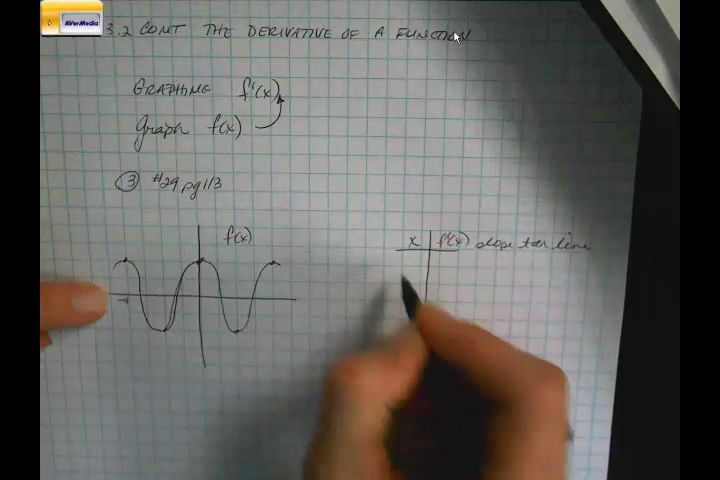 AVerMedia
3.2 CONT THE DERIVATIVE OF A FUNCTION
GRAPHING f'(x)
Graph f(x)
③ #29 pg 113
f(x)
x f'(x) slope tan line